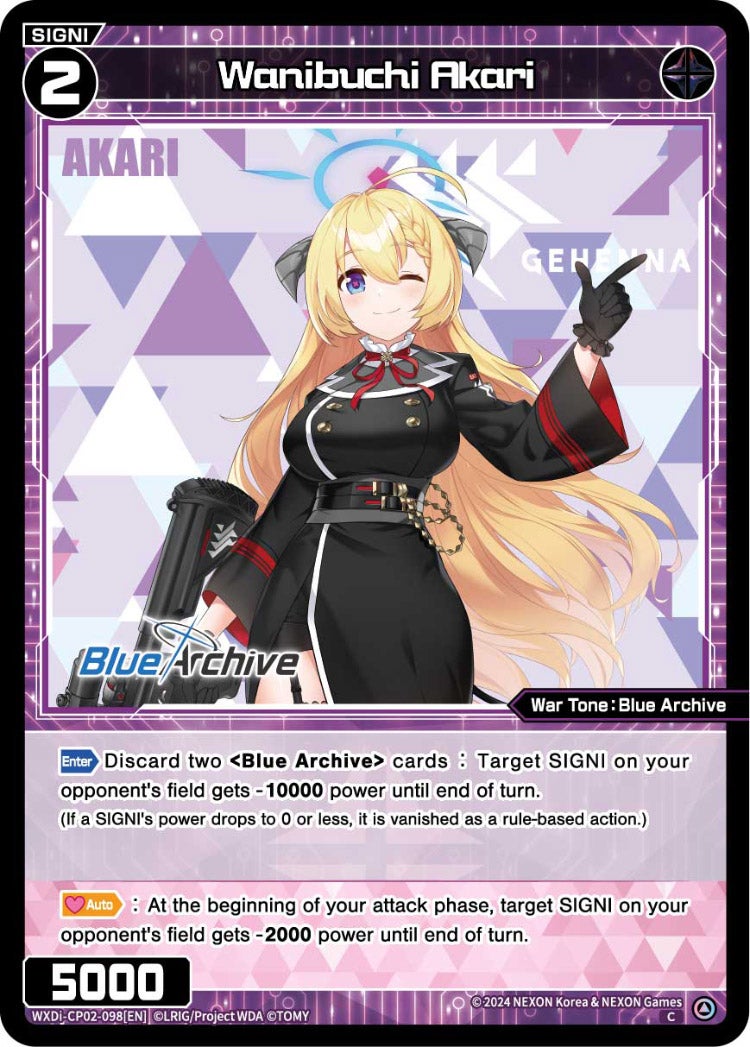 SIGNI
2
Wanibuchi Akari
AKARI
GEHENNA
Blue Archive
War Tone：Blue Archive
Enter Discard two <Blue Archive> cards：Target SIGNI on your
opponent's field gets -10000 power until end of turn.
(If a SIGNI's power drops to 0 or less, it is vanished as a rule-based action.)
Auto：At the beginning of your attack phase, target SIGNI on your
opponent's field gets -2000 power until end of turn.
5000
©2024 NEXON Korea & NEXON Games
WXDi-CP02-098[EN] ©LRIG/Project WDA ©TOMY C